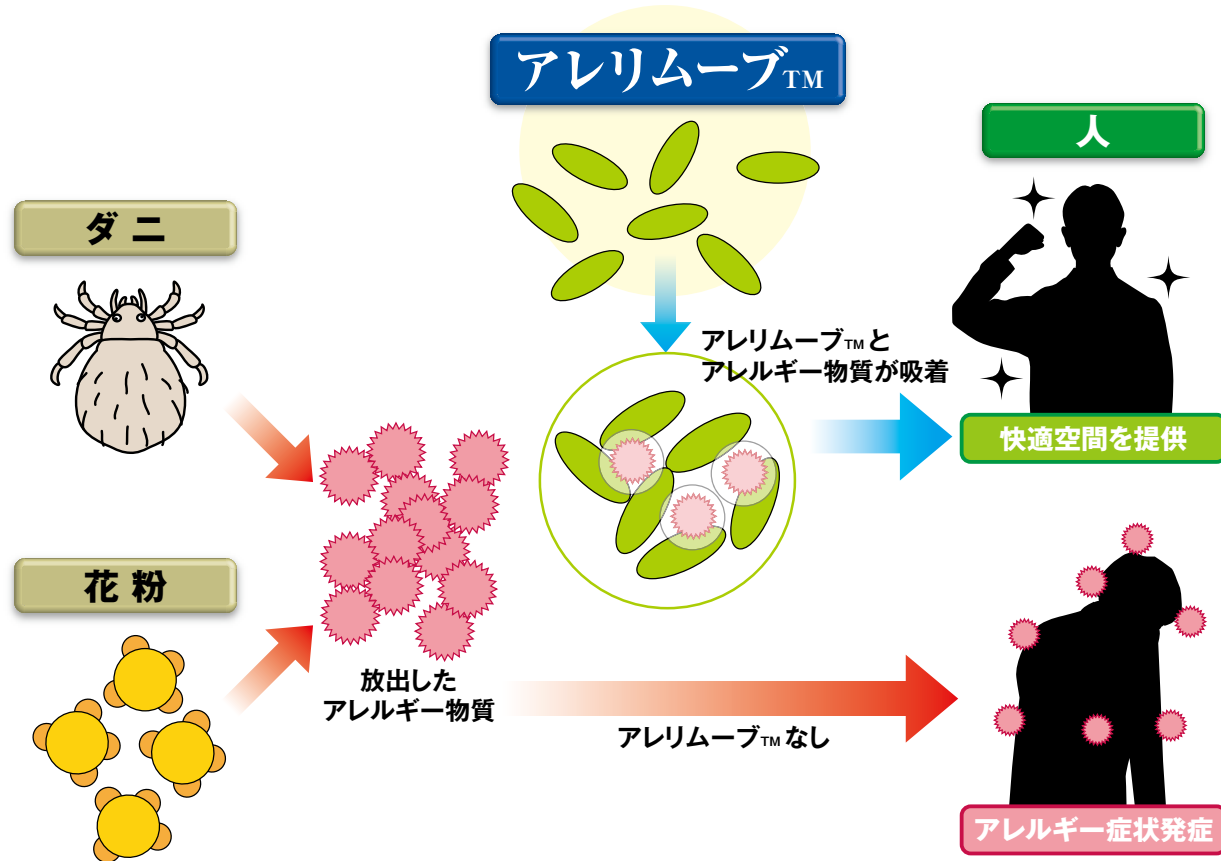 アレリムーブTM
人
ダニ
アレリムーブTMと
アレルギー物質が吸着
快適空間を提供
花粉
放出した
アレルギー物質
アレリムーブTMなし
アレルギー症状発症